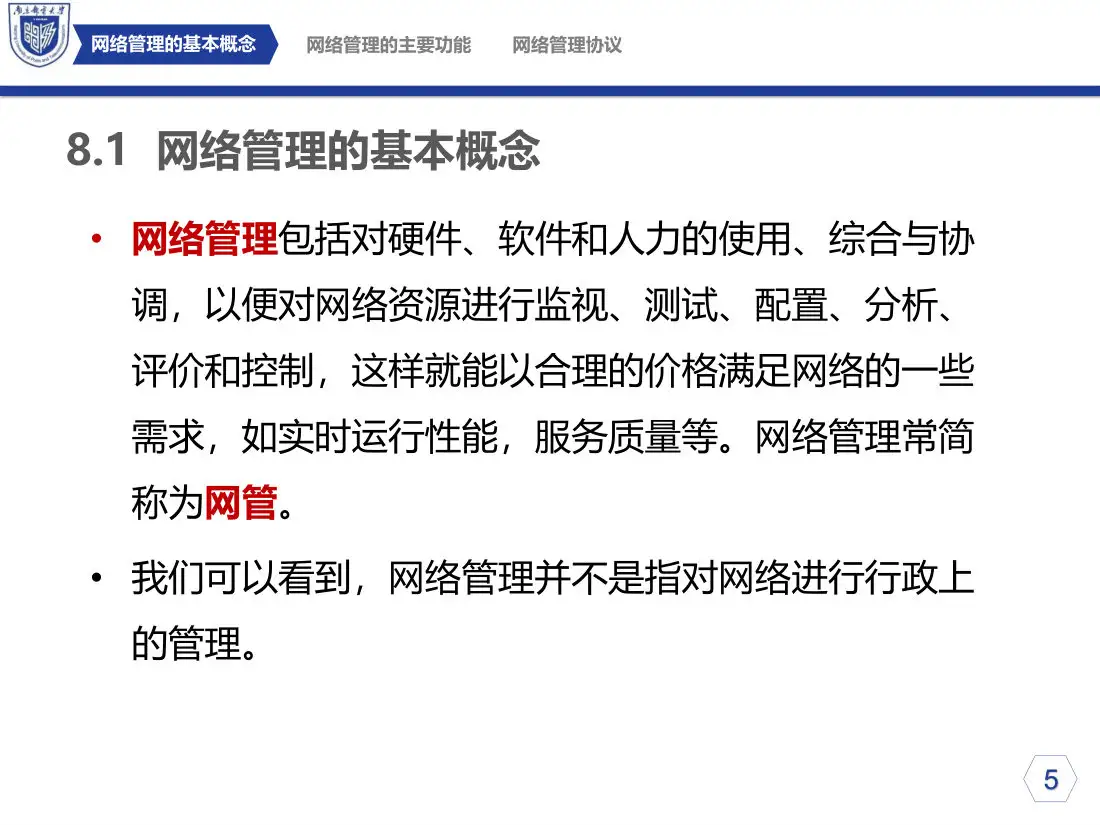 南京邮电大学
网络管理的基本概念
网络管理的主要功能
网络管理协议
8.1 网络管理的基本概念
• 网络管理包括对硬件、软件和人力的使用、综合与协
调，以便对网络资源进行监视、测试、配置、分析、
评价和控制，这样就能以合理的价格满足网络的一些
需求，如实时运行性能，服务质量等。网络管理常简
称为网管。
• 我们可以看到，网络管理并不是指对网络进行行政上
的管理。
5